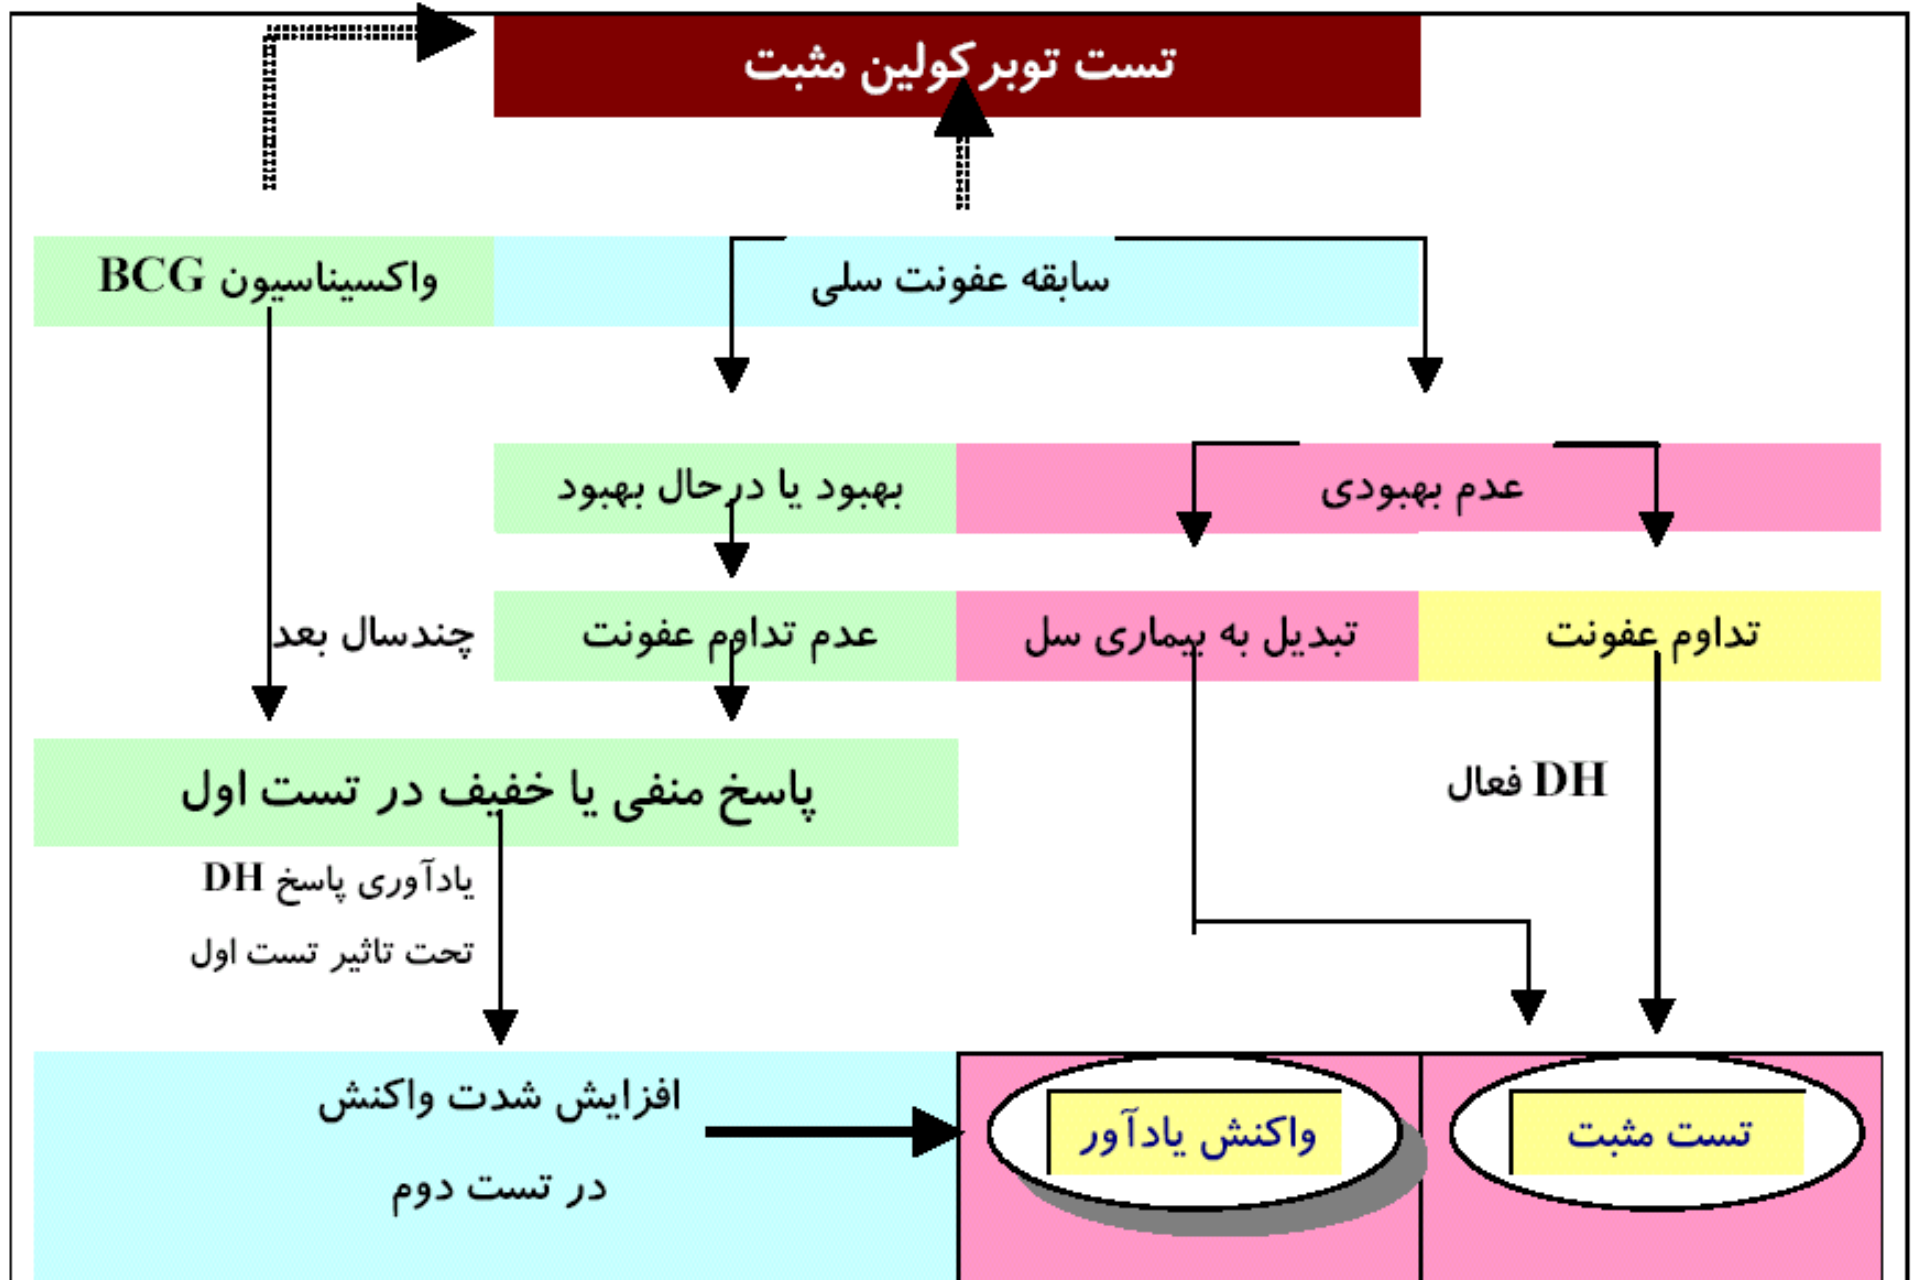 تست توبرکولین مثبت
سابقه عفونت سلی
واکسیناسیون BCG
عدم بهبودی
بهبود یا درحال بهبود
تداوم عفونت
تبدیل به بیماری سل
عدم تداوم عفونت
چندسال بعد
DH فعال
پاسخ منفی یا خفیف در تست اول
یادآوری پاسخ DH
تحت تاثیر تست اول
تست مثبت
واکنش یادآور
افزایش شدت واکنش
در تست دوم